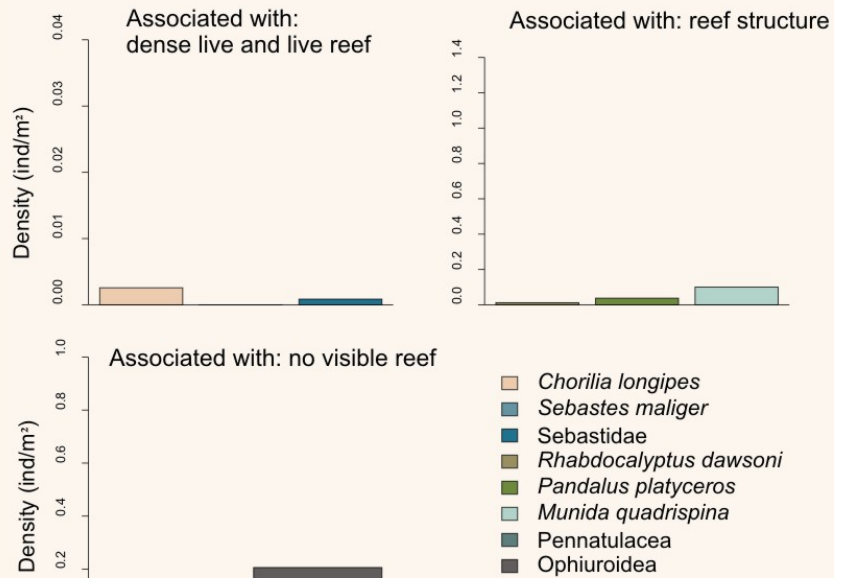 Associated with:
dense live and live reef
Density (ind/m²)
0.04
0.03
0.02
0.01
0.00
Associated with: reef structure
1.4
1.2
1.0
0.8
0.6
0.4
0.2
0.0
Associated with: no visible reef
Density (ind/m²)
1.0
0.8
0.6
0.4
0.2
Chorilia longipes
Sebastes maliger
Sebastidae
Rhabdocalyptus dawsoni
Pandalus platyceros
Munida quadrispina
Pennatulacea
Ophiuroidea